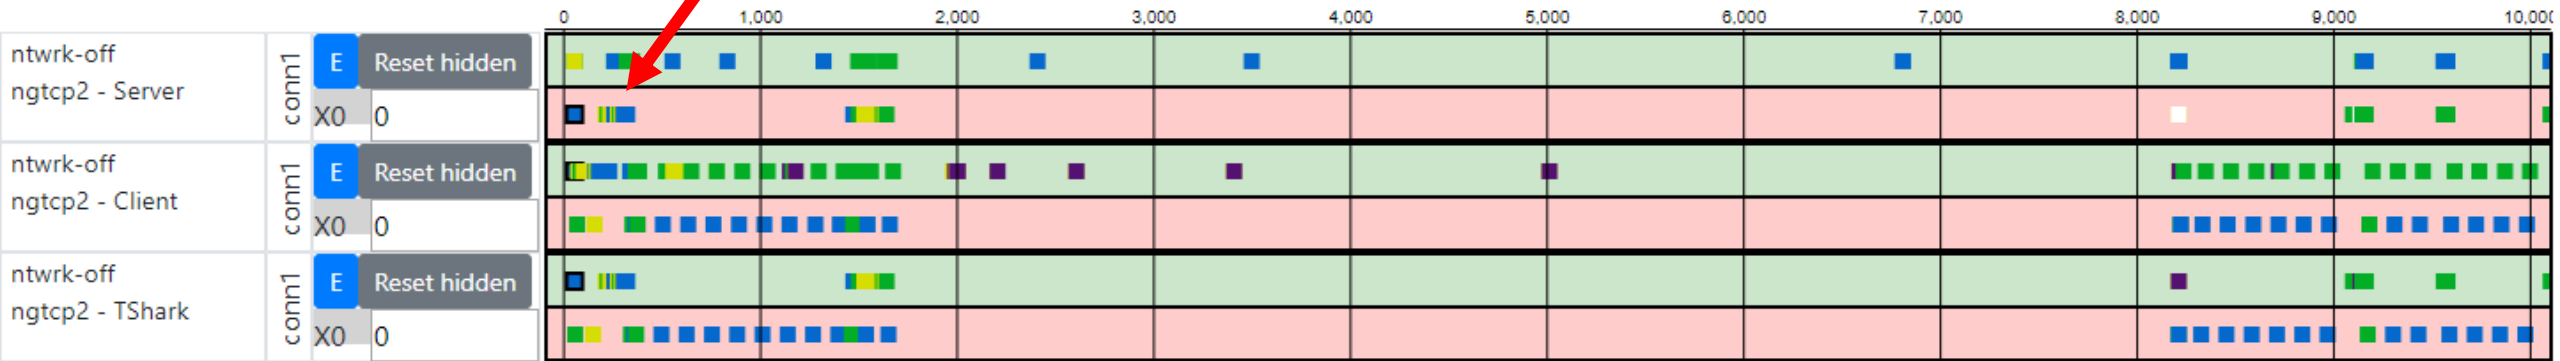 0 1,000 2,000 3,000 4,000 5,000 6,000 7,000 8,000 9,000 10,000
ntwrk-off
ngtcp2 - Server
conn1
E Reset hidden
X0 0
ntwrk-off
ngtcp2 - Client
conn1
E Reset hidden
X0 0
ntwrk-off
ngtcp2 - TShark
conn1
E Reset hidden
X0 0